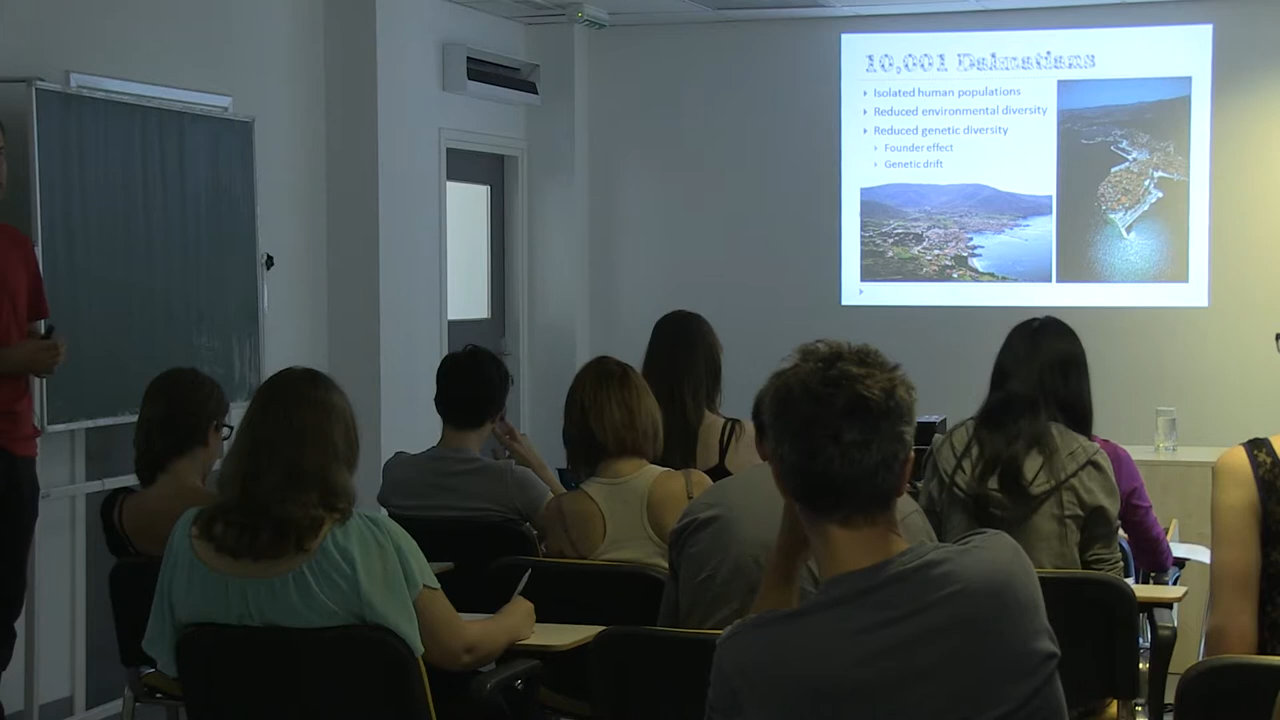 10,001 Dalmatians
Isolated human populations
Reduced environmental diversity
Reduced genetic diversity
Founder effect
Genetic drift